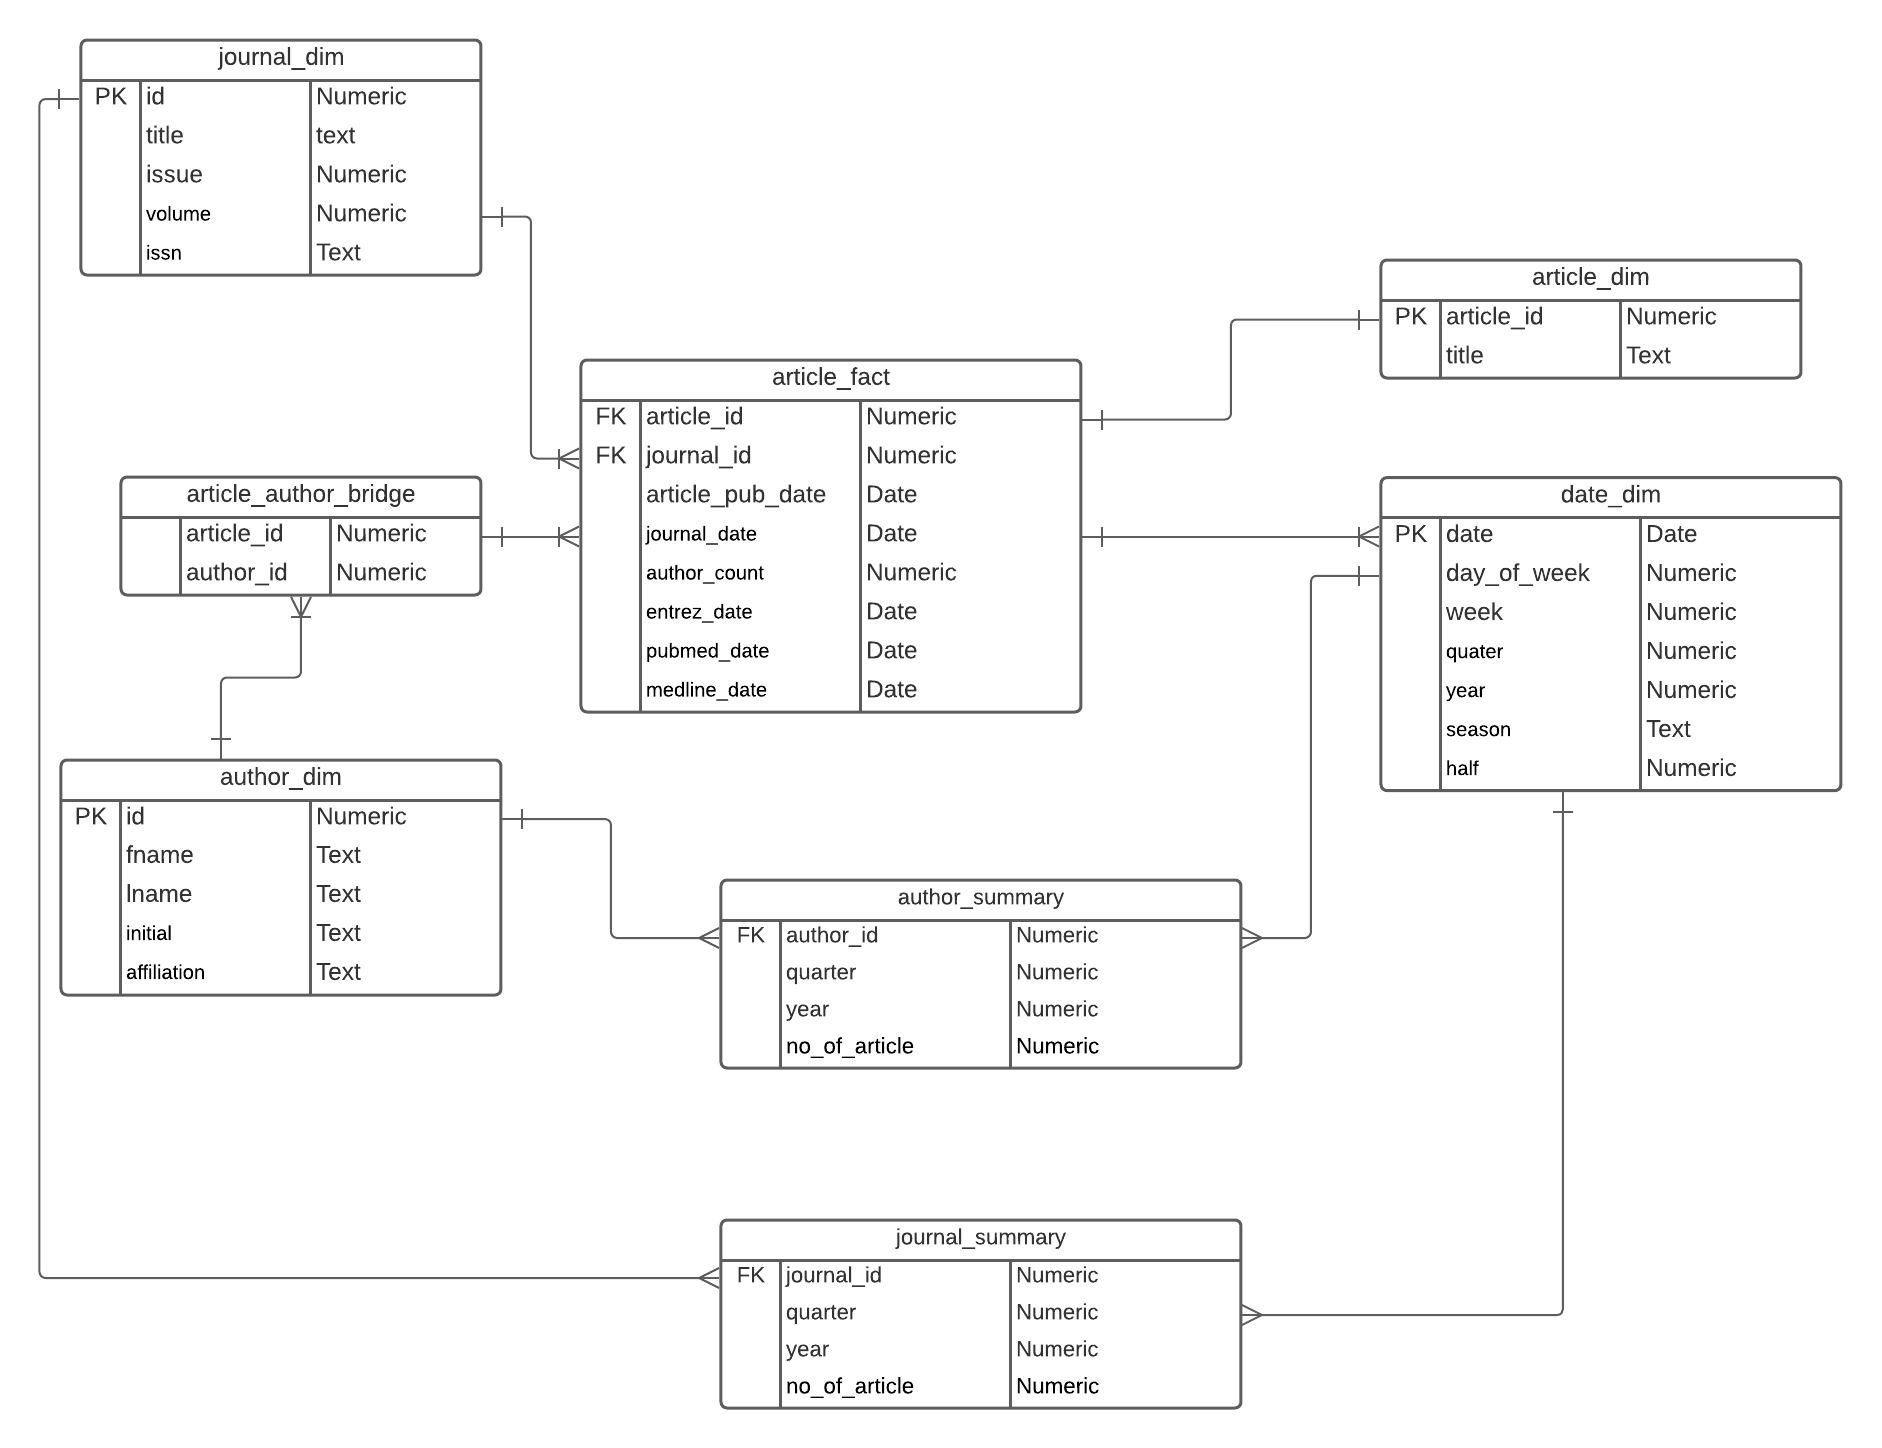 journal_dim
PK id Numeric
title text
issue Numeric
volume Numeric
issn Text
article_dim
PK article_id Numeric
title Text
article_fact
FK article_id Numeric
FK journal_id Numeric
article_pub_date Date
journal_date Date
author_count Numeric
entrez_date Date
pubmed_date Date
medline_date Date
article_author_bridge
article_id Numeric
author_id Numeric
date_dim
PK date Date
day_of_week Numeric
week Numeric
quater Numeric
year Numeric
season Text
half Numeric
author_dim
PK id Numeric
fname Text
lname Text
initial Text
affiliation Text
author_summary
FK author_id Numeric
quarter Numeric
year Numeric
no_of_article Numeric
journal_summary
FK journal_id Numeric
quarter Numeric
year Numeric
no_of_article Numeric